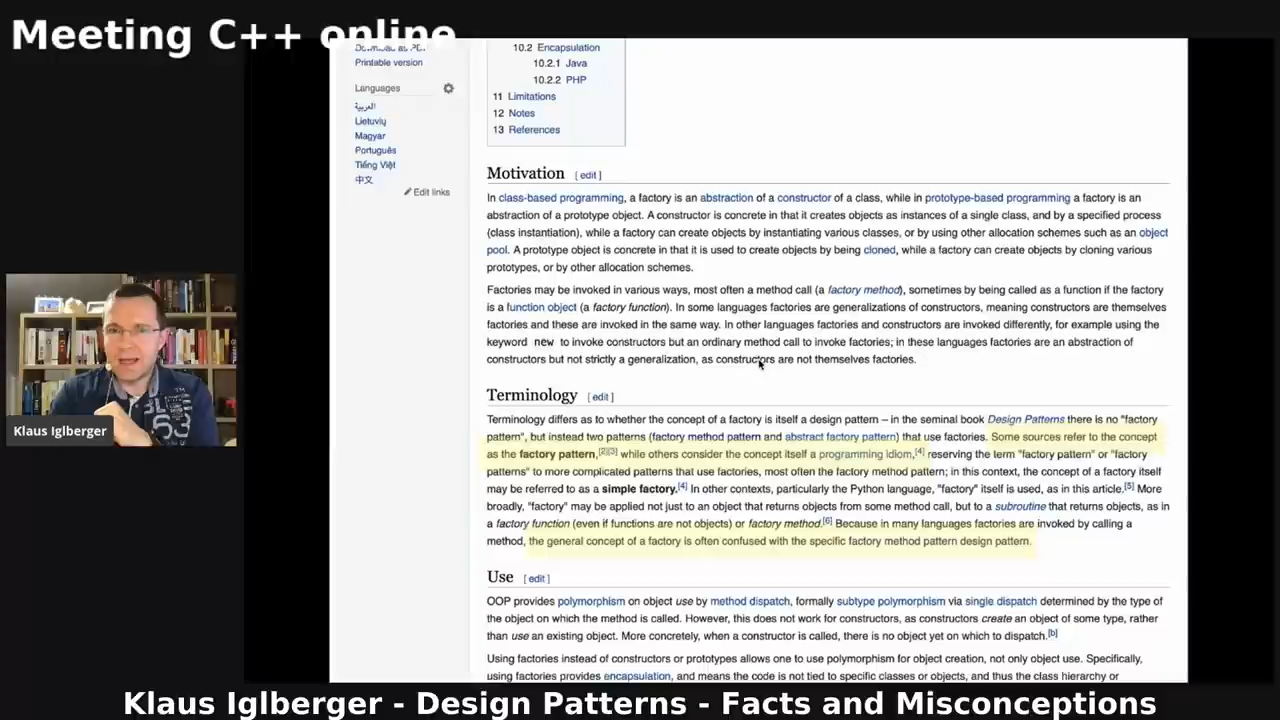 Meeting C++ online
Download as PDF
Printable version
Languages
العربية
Lietuvių
Magyar
Português
Tiếng Việt
中文
Edit links
10.2 Encapsulation
10.2.1 Java
10.2.2 PHP
11 Limitations
12 Notes
13 References
Motivation [ edit ]
In class-based programming, a factory is an abstraction of a constructor of a class, while in prototype-based programming a factory is an
abstraction of a prototype object. A constructor is concrete in that it creates objects as instances of a single class, and by a specified process
(class instantiation), while a factory can create objects by instantiating various classes, or by using other allocation schemes such as an object
pool. A prototype object is concrete in that it is used to create objects by being cloned, while a factory can create objects by cloning various
prototypes, or by other allocation schemes.
Factories may be invoked in various ways, most often a method call (a factory method), sometimes by being called as a function if the factory
is a function object (a factory function). In some languages factories are generalizations of constructors, meaning constructors are themselves
factories and these are invoked in the same way. In other languages factories and constructors are invoked differently, for example using the
keyword new to invoke constructors but an ordinary method call to invoke factories; in these languages factories are an abstraction of
constructors but not strictly a generalization, as constructors are not themselves factories.
Terminology [ edit ]
Terminology differs as to whether the concept of a factory is itself a design pattern – in the seminal book Design Patterns there is no "factory
pattern", but instead two patterns (factory method pattern and abstract factory pattern) that use factories. Some sources refer to the concept
as the factory pattern,[2][3] while others consider the concept itself a programming idiom,[4] reserving the term "factory pattern" or "factory
patterns" to more complicated patterns that use factories, most often the factory method pattern; in this context, the concept of a factory itself
may be referred to as a simple factory.[4] In other contexts, particularly the Python language, "factory" itself is used, as in this article.[5] More
broadly, "factory" may be applied not just to an object that returns objects from some method call, but to a subroutine that returns objects, as in
a factory function (even if functions are not objects) or factory method.[6] Because in many languages factories are invoked by calling a
method, the general concept of a factory is often confused with the specific factory method pattern design pattern.
Use [ edit ]
OOP provides polymorphism on object use by method dispatch, formally subtype polymorphism via single dispatch determined by the type of
the object on which the method is called. However, this does not work for constructors, as constructors create an object of some type, rather
than use an existing object. More concretely, when a constructor is called, there is no object yet on which to dispatch.[b]
Using factories instead of constructors or prototypes allows one to use polymorphism for object creation, not only object use. Specifically,
using factories provides encapsulation, and means the code is not tied to specific classes or objects, and thus the class hierarchy or
Klaus Iglberger
Klaus Iglberger - Design Patterns - Facts and Misconceptions